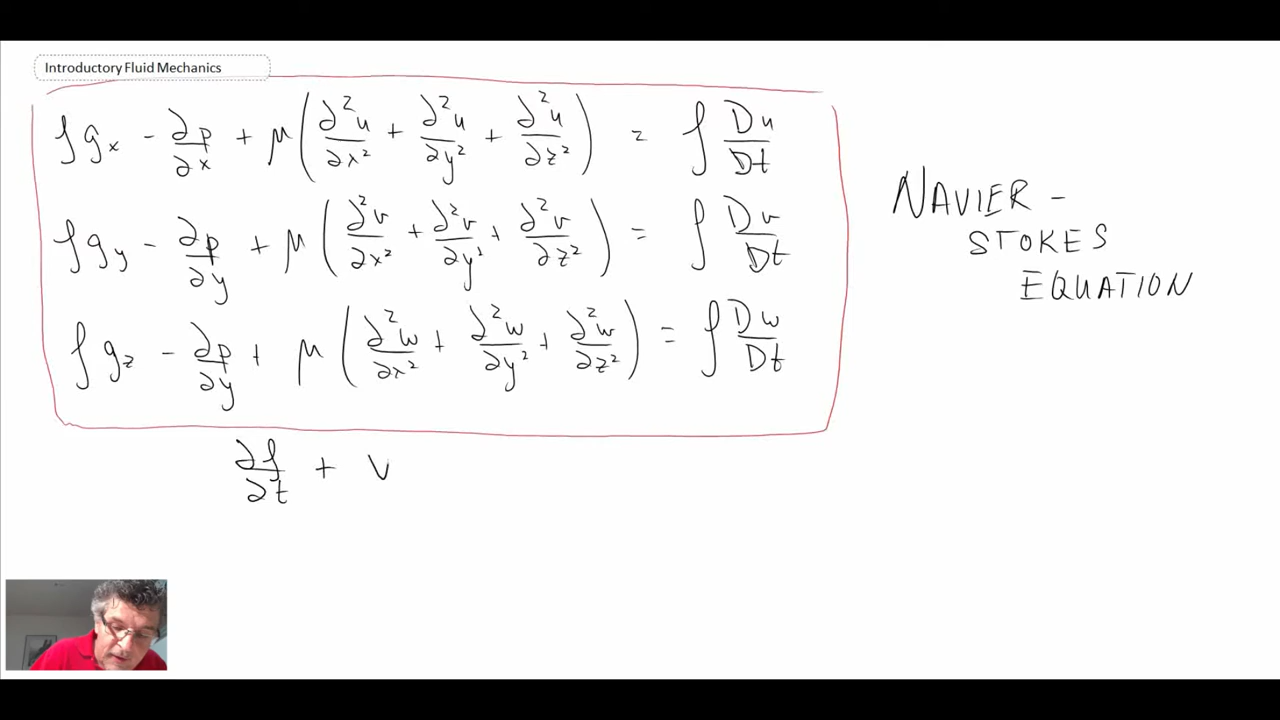 Introductory Fluid Mechanics
ρg_x − ∂p/∂x + μ(∂²u/∂x² + ∂²u/∂y² + ∂²u/∂z²) = ρ Du/Dt
ρg_y − ∂p/∂y + μ(∂²v/∂x² + ∂²v/∂y² + ∂²v/∂z²) = ρ Dv/Dt
ρg_z − ∂p/∂y + μ(∂²w/∂x² + ∂²w/∂y² + ∂²w/∂z²) = ρ Dw/Dt
NAVIER -
STOKES
EQUATION
∂ρ/∂t + V